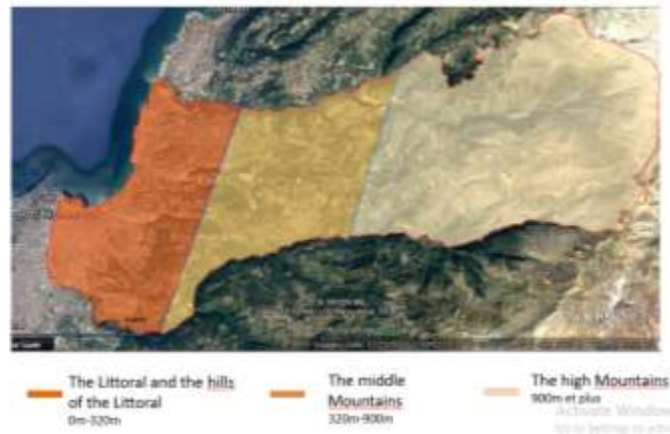 The Littoral and the hills
of the Littoral
0m-320m
The middle
Mountains
320m-900m
The high Mountains
900m et plus
Activate Window